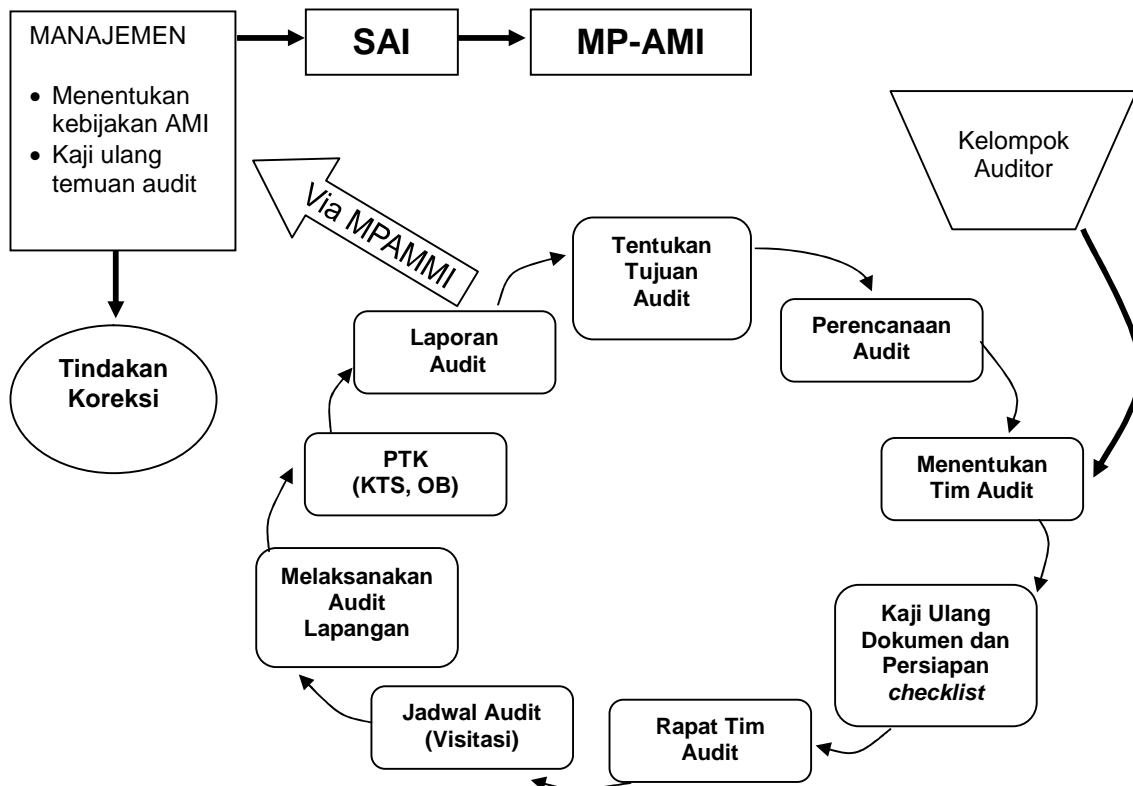 MANAJEMEN
• Menentukan
kebijakan AMI
• Kaji ulang
temuan audit
SAI
MP-AMI
Kelompok
Auditor
Via MPAMMI
Tindakan
Koreksi
Tentukan
Tujuan
Audit
Perencanaan
Audit
Menentukan
Tim Audit
Kaji Ulang
Dokumen dan
Persiapan
checklist
Rapat Tim
Audit
Jadwal Audit
(Visitasi)
Melaksanakan
Audit
Lapangan
PTK
(KTS, OB)
Laporan
Audit